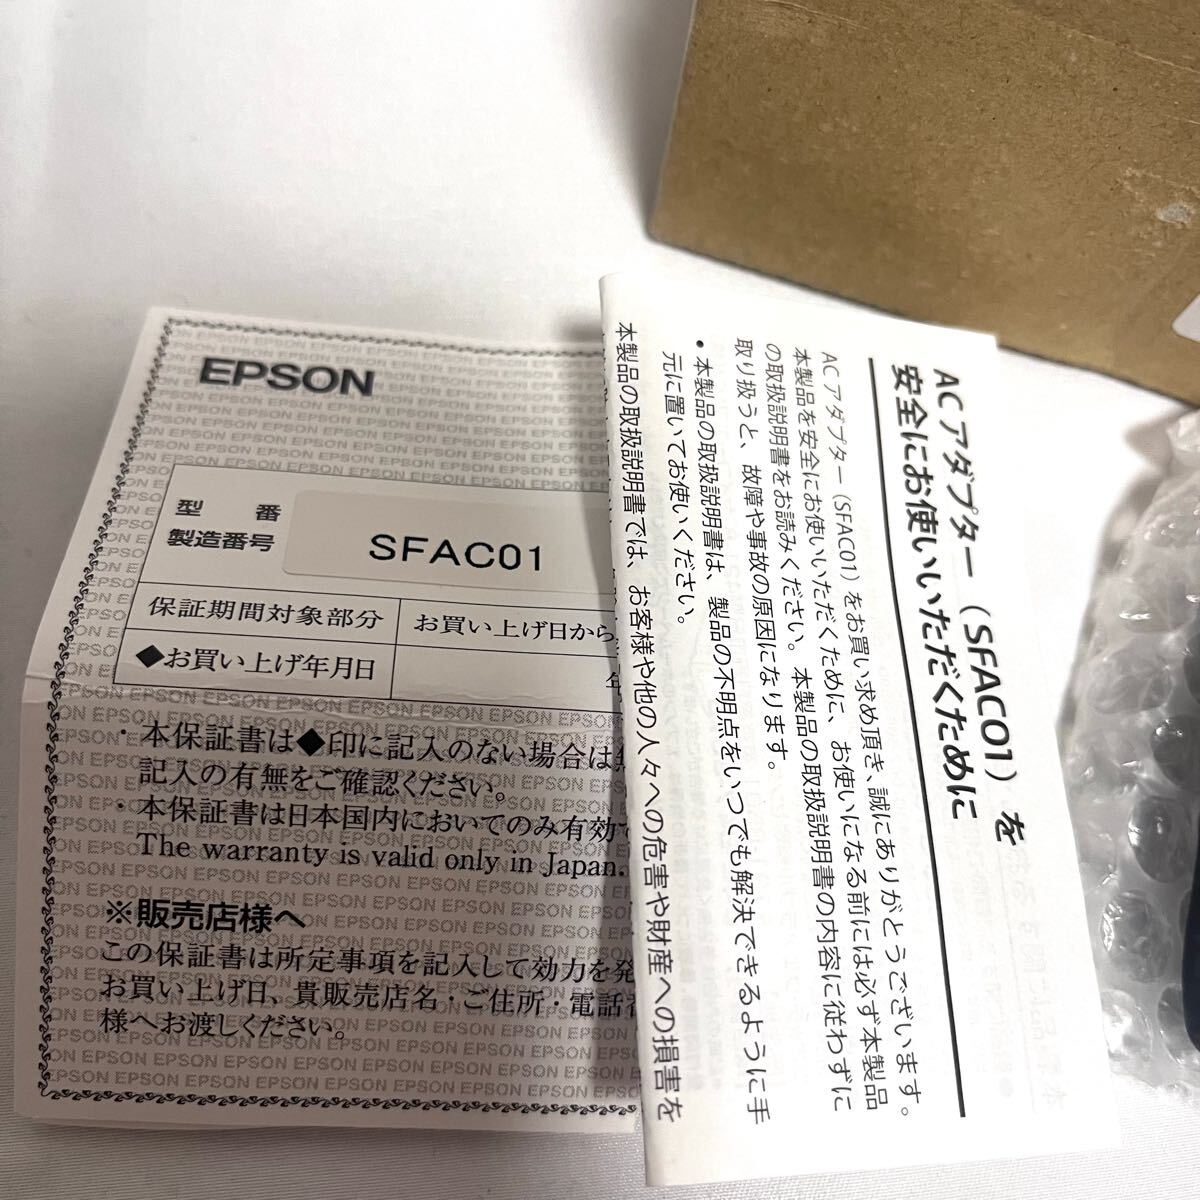 EPSON
型番
製造番号
SFAC01
保証期間対象部分
お買い上げ日から
◆お買い上げ年月日
年
・本保証書は◆印に記入のない場合は
記入の有無をご確認ください。
・本保証書は日本国内においてのみ有効で
The warranty is valid only in Japan.
※販売店様へ
この保証書は所定事項を記入して効力を発
お買い上げ日、貴販売店名・ご住所・電話
様へお渡しください。
ACアダプター(SFAC01)を
安全にお使いいただくために
ACアダプター(SFAC01)をお買い求め頂き、誠にありがとうございます。
本製品を安全にお使いいただくために、お使いになる前には必ず本製品
の取扱説明書をお読みください。本製品の取扱説明書の内容に従わずに
取り扱うと、故障や事故の原因になります。
・本製品の取扱説明書は、製品の不明点をいつでも解決できるように手
元に置いてお使いください。
本製品の取扱説明書では、お客様や他の人々への危害や財産への損害を